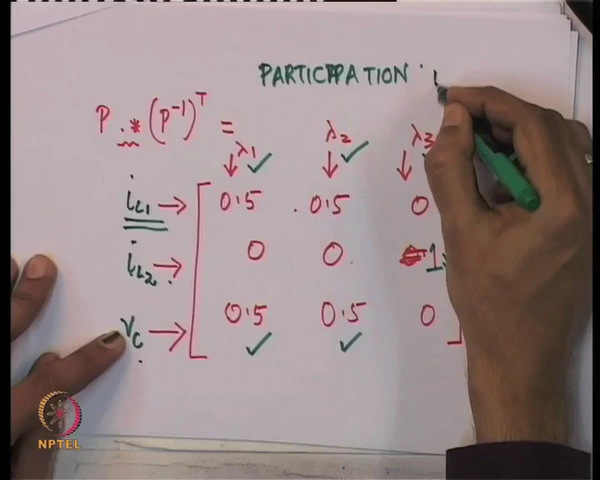 PARTICPATION
P .* (P⁻¹)ᵀ =
λ1 λ2 λ3
iL1 → 0.5 0.5 0
iL2 → 0 0 1
vc → 0.5 0.5 0
NPTEL